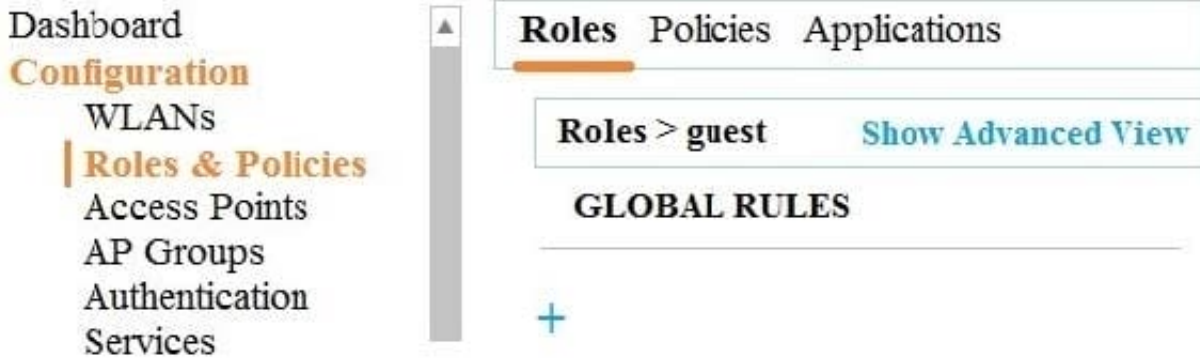 Dashboard
Configuration
WLANs
Roles & Policies
Access Points
AP Groups
Authentication
Services
Roles Policies Applications
Roles > guest Show Advanced View
GLOBAL RULES
+